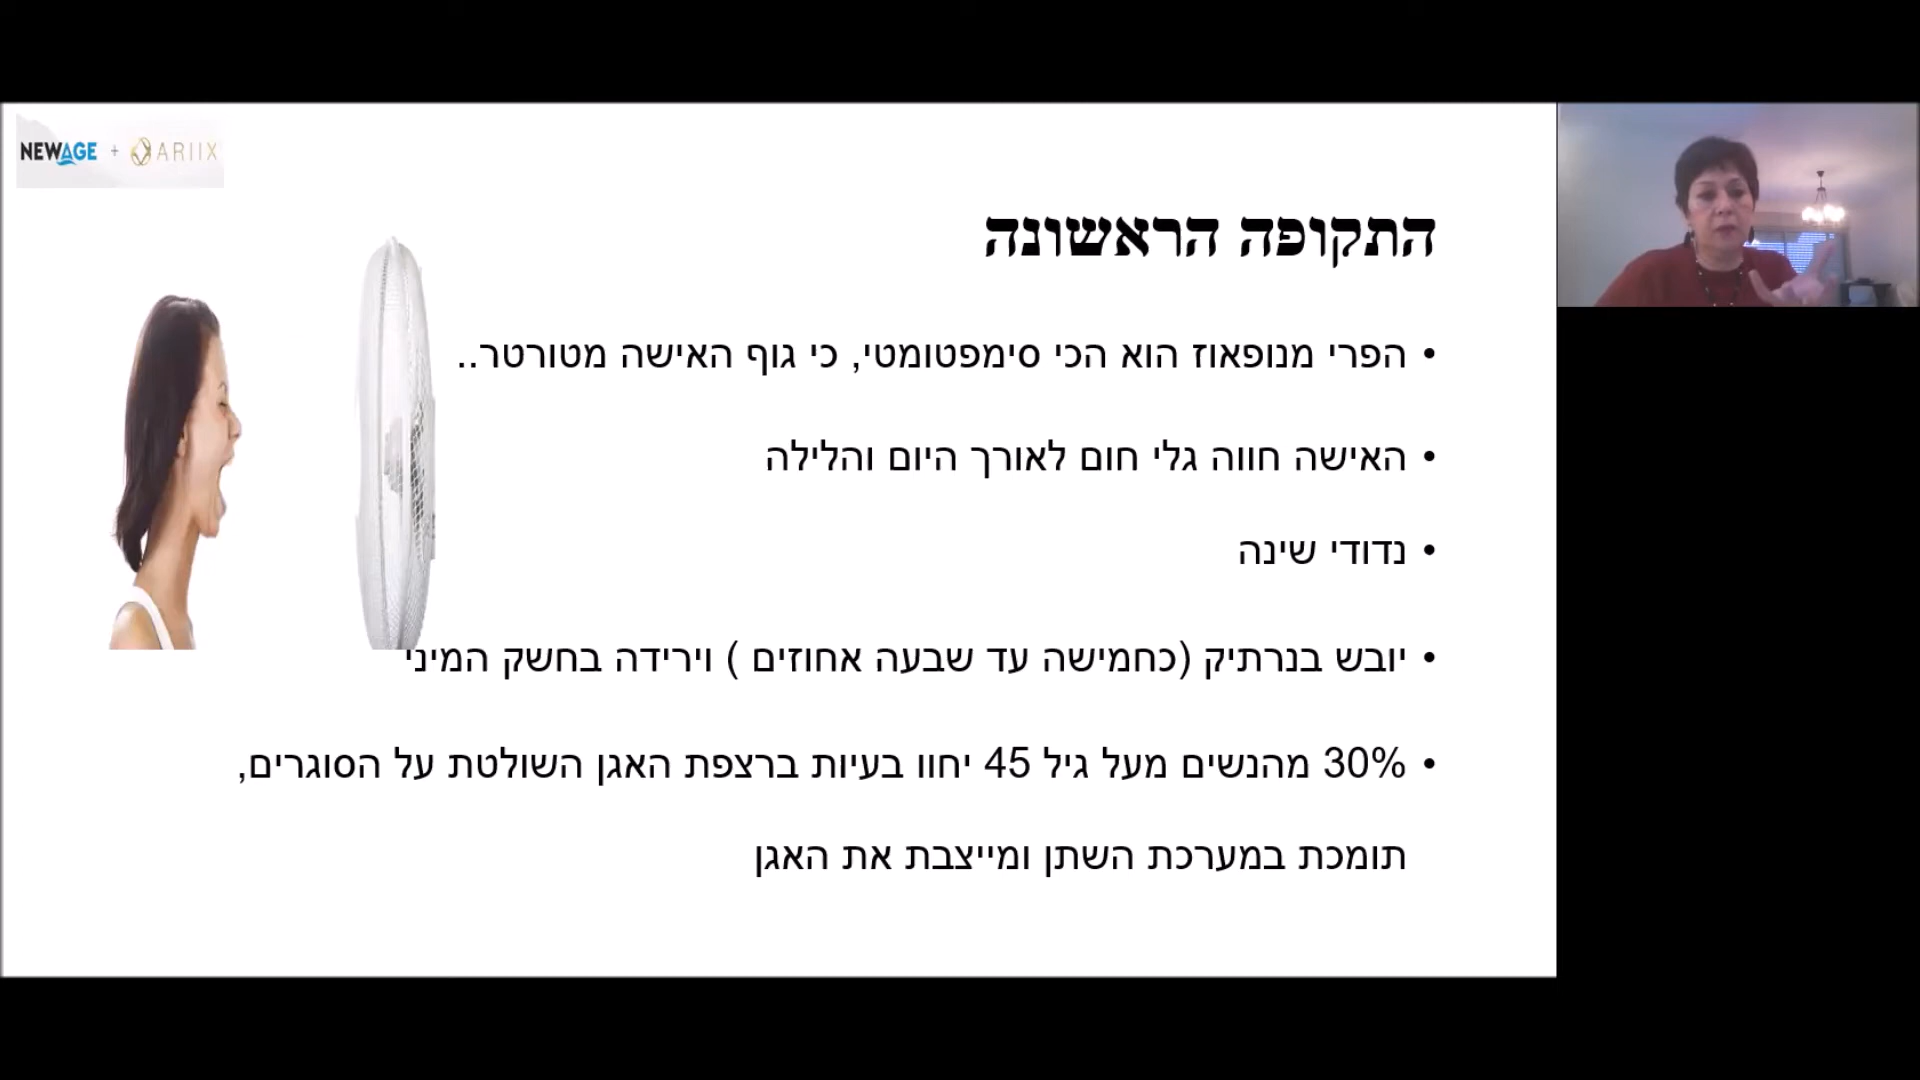 NEWAGE + ARIIX
התקופה הראשונה
• הפרי מנופאוז הוא הכי סימפטומטי, כי גוף האישה מטורטר..
• האישה חווה גלי חום לאורך היום והלילה
• נדודי שינה
• יובש בנרתיק (כחמישה עד שבעה אחוזים ) וירידה בחשק המיני
• 30% מהנשים מעל גיל 45 יחוו בעיות ברצפת האגן השולטת על הסוגרים,
תומכת במערכת השתן ומייצבת את האגן